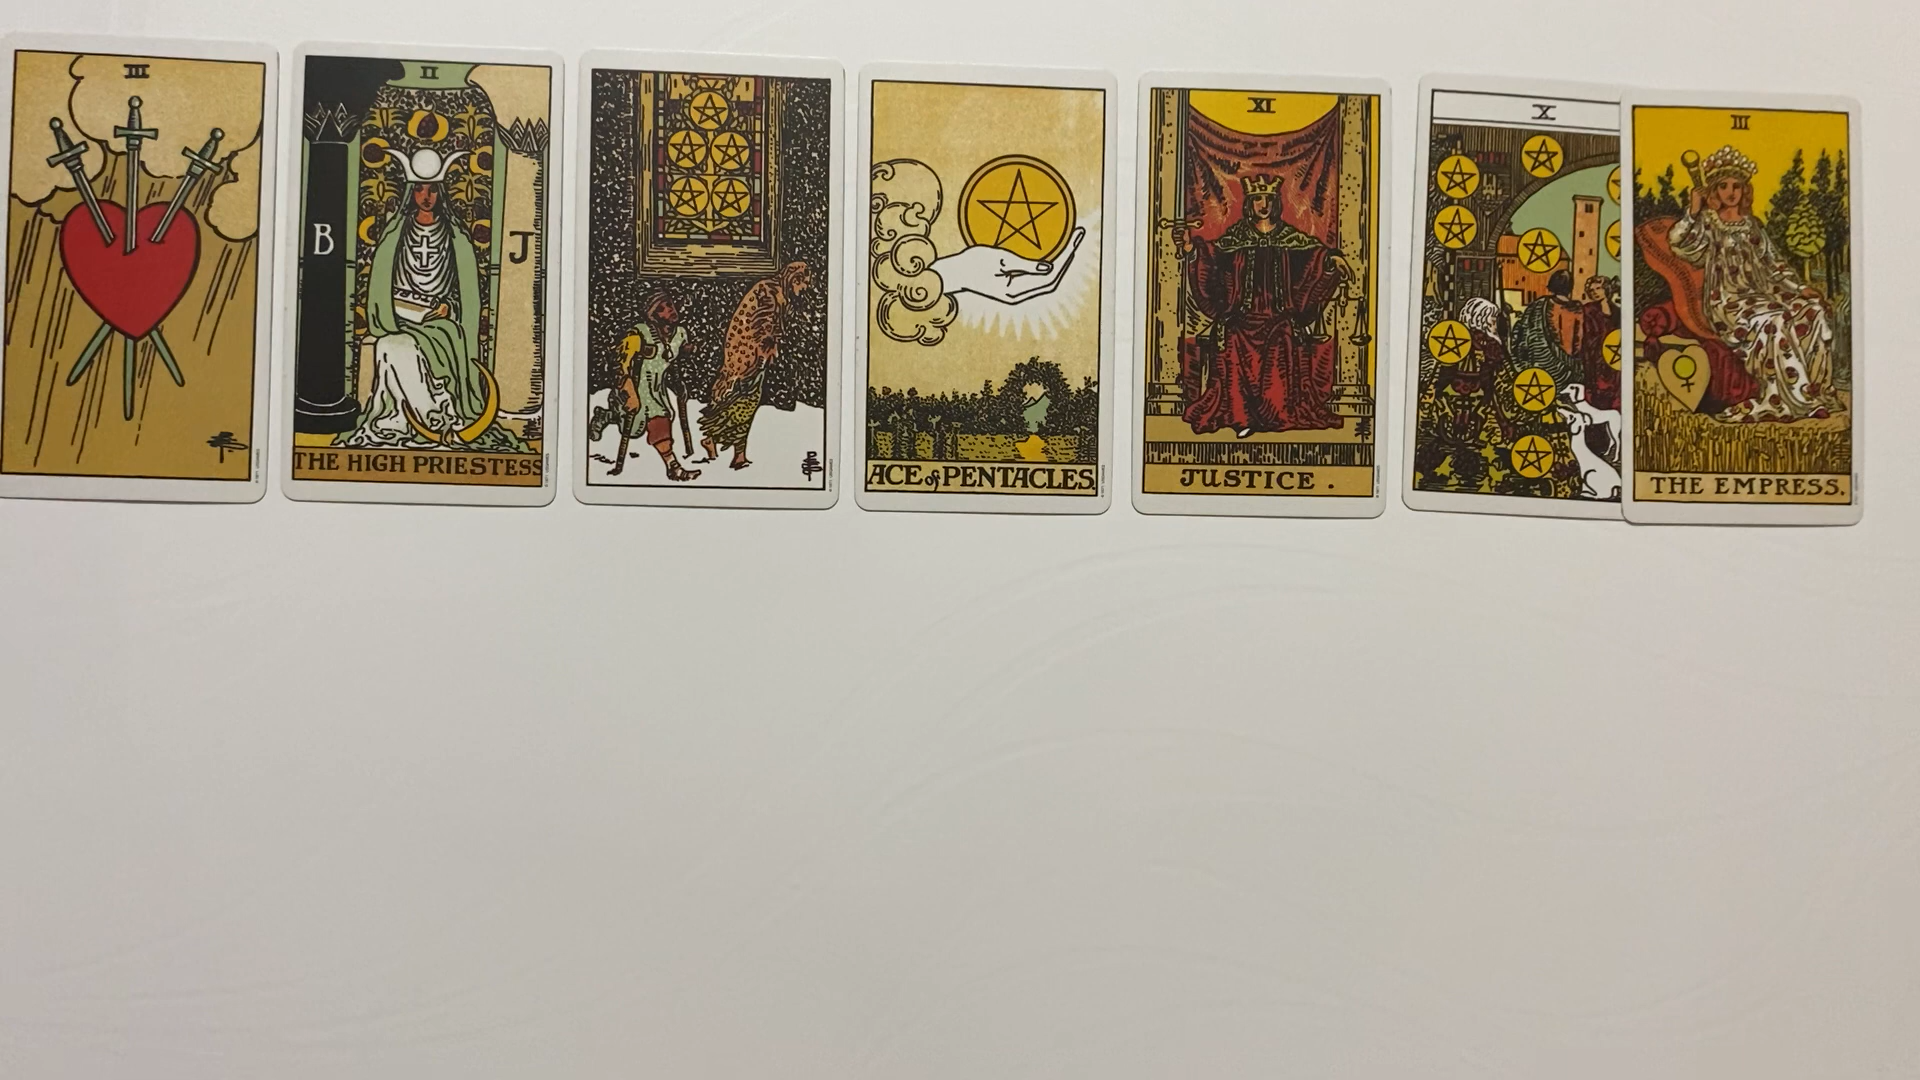 III
II
B
J
THE HIGH PRIESTESS
ACE of PENTACLES.
XI
JUSTICE .
X
III
THE EMPRESS.